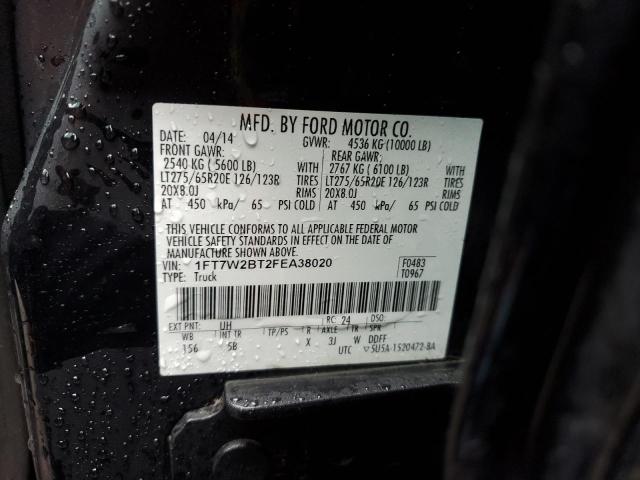 MFD. BY FORD MOTOR CO.
DATE: 04/14 GVWR: 4536 KG (10000 LB)
FRONT GAWR: REAR GAWR:
2540 KG ( 5600 LB) WITH 2767 KG ( 6100 LB) WITH
LT275/65R20E 126/123R TIRES LT275/65R20E 126/123R TIRES
20X8.0J RIMS 20X8.0J RIMS
AT 450 kPa/ 65 PSI COLD AT 450 kPa/ 65 PSI COLD
THIS VEHICLE CONFORMS TO ALL APPLICABLE FEDERAL MOTOR
VEHICLE SAFETY STANDARDS IN EFFECT ON THE DATE OF
MANUFACTURE SHOWN ABOVE.
VIN: 1FT7W2BT2FEA38020 F0483
TYPE: Truck T0967
EXT PNT: UH RC: 24 DSO:
WB INT TR TP/PS R AXLE TR SPR
156 5B X 3J W DDFF
UTC ▽5U5A-1520472-BA